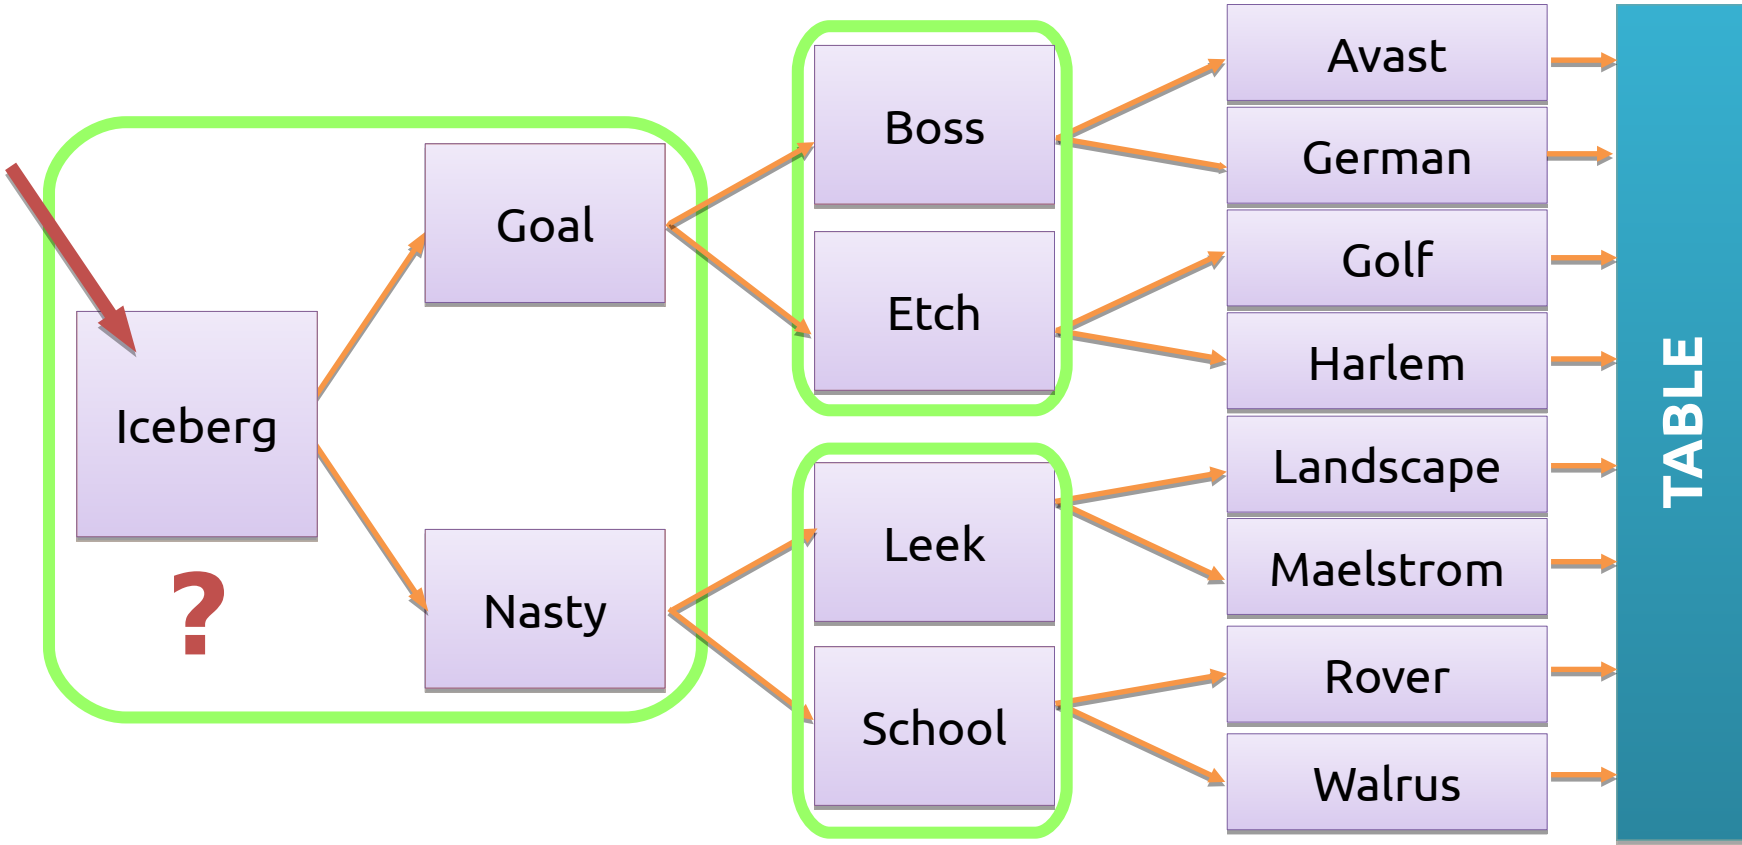 Iceberg
?
Goal
Nasty
Boss
Etch
Leek
School
Avast
German
Golf
Harlem
Landscape
Maelstrom
Rover
Walrus
TABLE